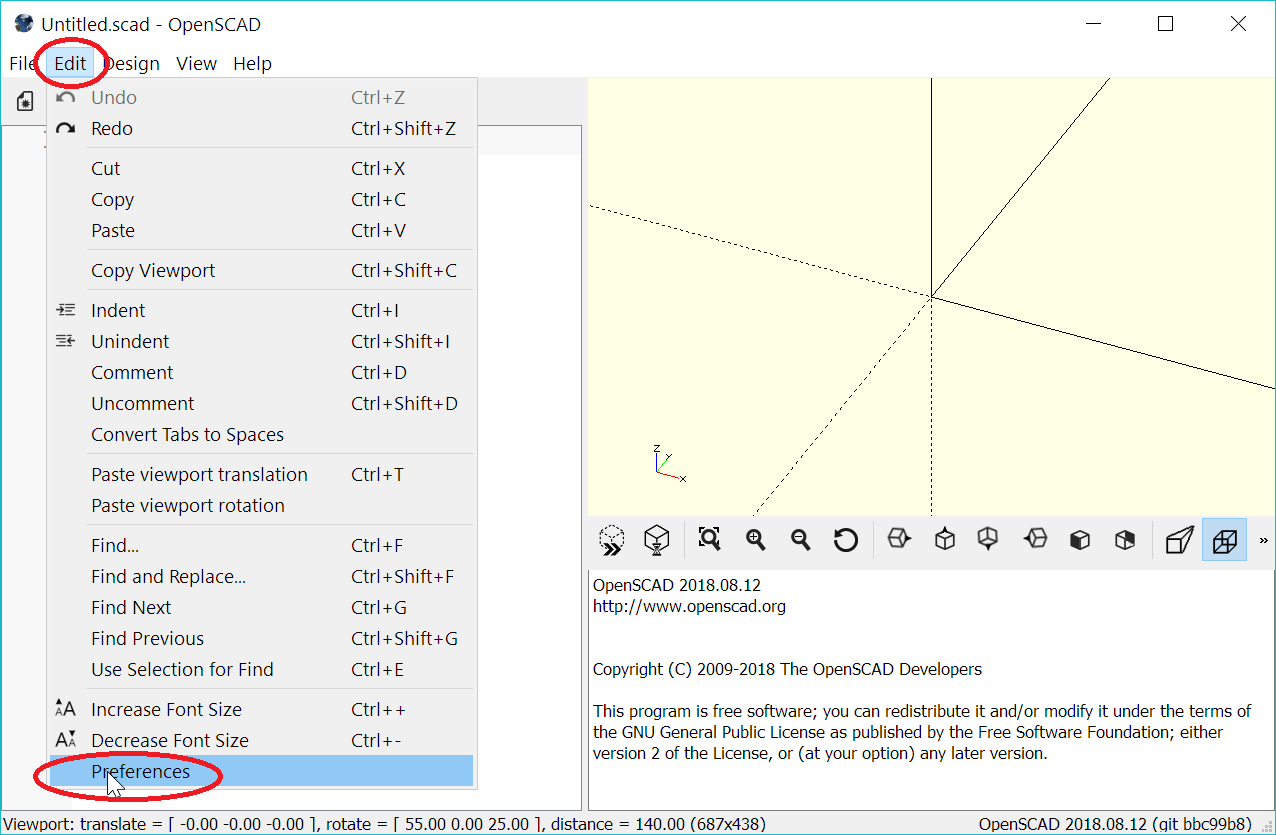 Untitled.scad - OpenSCAD
File Edit Design View Help
Undo Ctrl+Z
Redo Ctrl+Shift+Z
Cut Ctrl+X
Copy Ctrl+C
Paste Ctrl+V
Copy Viewport Ctrl+Shift+C
Indent Ctrl+I
Unindent Ctrl+Shift+I
Comment Ctrl+D
Uncomment Ctrl+Shift+D
Convert Tabs to Spaces
Paste viewport translation Ctrl+T
Paste viewport rotation
Find... Ctrl+F
Find and Replace... Ctrl+Shift+F
Find Next Ctrl+G
Find Previous Ctrl+Shift+G
Use Selection for Find Ctrl+E
Increase Font Size Ctrl++
Decrease Font Size Ctrl+-
Preferences
z
y
x
OpenSCAD 2018.08.12
http://www.openscad.org
Copyright (C) 2009-2018 The OpenSCAD Developers
This program is free software; you can redistribute it and/or modify it under the terms of
the GNU General Public License as published by the Free Software Foundation; either
version 2 of the License, or (at your option) any later version.
Viewport: translate = [ -0.00 -0.00 -0.00 ], rotate = [ 55.00 0.00 25.00 ], distance = 140.00 (687x438) OpenSCAD 2018.08.12 (git bbc99b8)